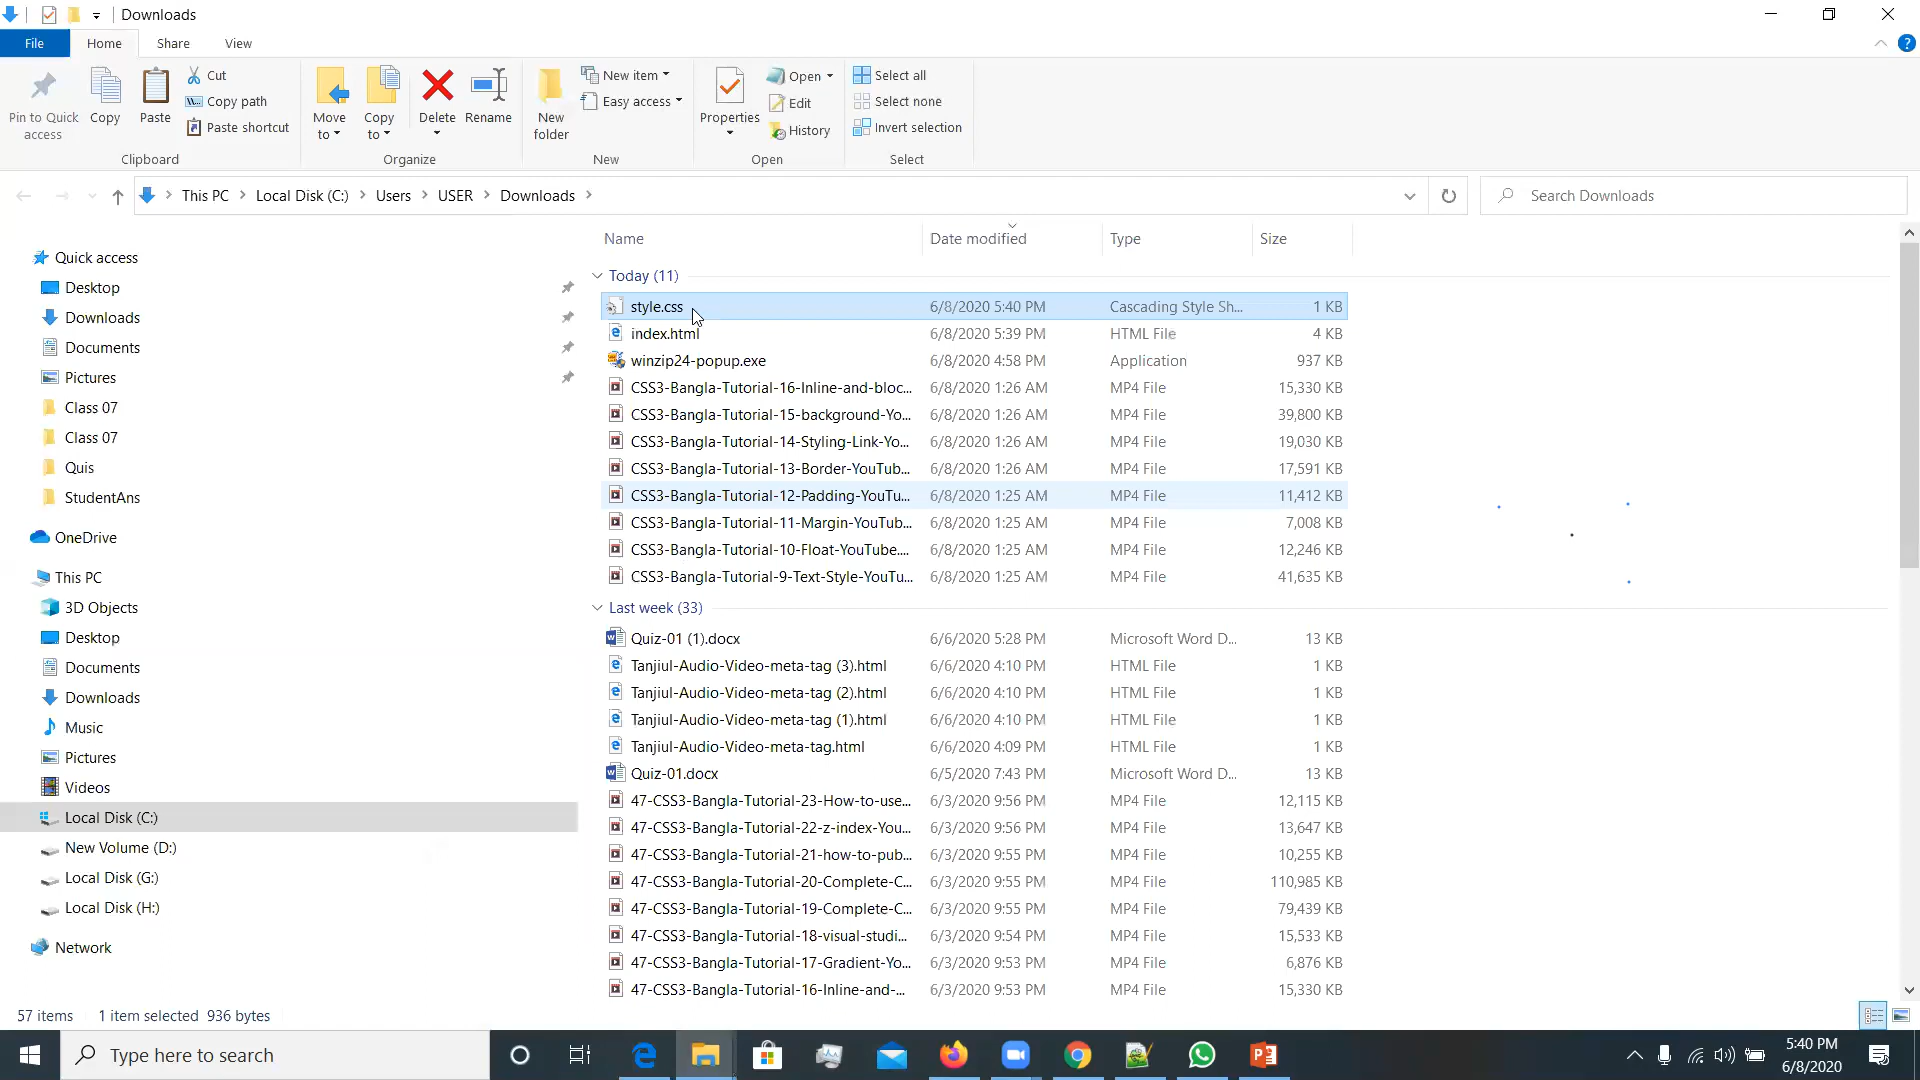 Downloads
File Home Share View
Pin to Quick access
Copy
Paste
Cut
Copy path
Paste shortcut
Clipboard
Move to
Copy to
Delete
Rename
Organize
New folder
New item
Easy access
New
Properties
Open
Edit
History
Open
Select all
Select none
Invert selection
Select
This PC Local Disk (C:) Users USER Downloads
Search Downloads
Quick access
Desktop
Downloads
Documents
Pictures
Class 07
Class 07
Quis
StudentAns
OneDrive
This PC
3D Objects
Desktop
Documents
Downloads
Music
Pictures
Videos
Local Disk (C:)
New Volume (D:)
Local Disk (G:)
Local Disk (H:)
Network
Name Date modified Type Size
Today (11)
style.css 6/8/2020 5:40 PM Cascading Style Sh... 1 KB
index.html 6/8/2020 5:39 PM HTML File 4 KB
winzip24-popup.exe 6/8/2020 4:58 PM Application 937 KB
CSS3-Bangla-Tutorial-16-Inline-and-bloc... 6/8/2020 1:26 AM MP4 File 15,330 KB
CSS3-Bangla-Tutorial-15-background-Yo... 6/8/2020 1:26 AM MP4 File 39,800 KB
CSS3-Bangla-Tutorial-14-Styling-Link-Yo... 6/8/2020 1:26 AM MP4 File 19,030 KB
CSS3-Bangla-Tutorial-13-Border-YouTub... 6/8/2020 1:26 AM MP4 File 17,591 KB
CSS3-Bangla-Tutorial-12-Padding-YouTu... 6/8/2020 1:25 AM MP4 File 11,412 KB
CSS3-Bangla-Tutorial-11-Margin-YouTub... 6/8/2020 1:25 AM MP4 File 7,008 KB
CSS3-Bangla-Tutorial-10-Float-YouTube.... 6/8/2020 1:25 AM MP4 File 12,246 KB
CSS3-Bangla-Tutorial-9-Text-Style-YouTu... 6/8/2020 1:25 AM MP4 File 41,635 KB
Last week (33)
Quiz-01 (1).docx 6/6/2020 5:28 PM Microsoft Word D... 13 KB
Tanjiul-Audio-Video-meta-tag (3).html 6/6/2020 4:10 PM HTML File 1 KB
Tanjiul-Audio-Video-meta-tag (2).html 6/6/2020 4:10 PM HTML File 1 KB
Tanjiul-Audio-Video-meta-tag (1).html 6/6/2020 4:10 PM HTML File 1 KB
Tanjiul-Audio-Video-meta-tag.html 6/6/2020 4:09 PM HTML File 1 KB
Quiz-01.docx 6/5/2020 7:43 PM Microsoft Word D... 13 KB
47-CSS3-Bangla-Tutorial-23-How-to-use... 6/3/2020 9:56 PM MP4 File 12,115 KB
47-CSS3-Bangla-Tutorial-22-z-index-You... 6/3/2020 9:56 PM MP4 File 13,647 KB
47-CSS3-Bangla-Tutorial-21-how-to-pub... 6/3/2020 9:55 PM MP4 File 10,255 KB
47-CSS3-Bangla-Tutorial-20-Complete-C... 6/3/2020 9:55 PM MP4 File 110,985 KB
47-CSS3-Bangla-Tutorial-19-Complete-C... 6/3/2020 9:55 PM MP4 File 79,439 KB
47-CSS3-Bangla-Tutorial-18-visual-studi... 6/3/2020 9:54 PM MP4 File 15,533 KB
47-CSS3-Bangla-Tutorial-17-Gradient-Yo... 6/3/2020 9:53 PM MP4 File 6,876 KB
47-CSS3-Bangla-Tutorial-16-Inline-and-... 6/3/2020 9:53 PM MP4 File 15,330 KB
57 items 1 item selected 936 bytes
Type here to search
5:40 PM
6/8/2020